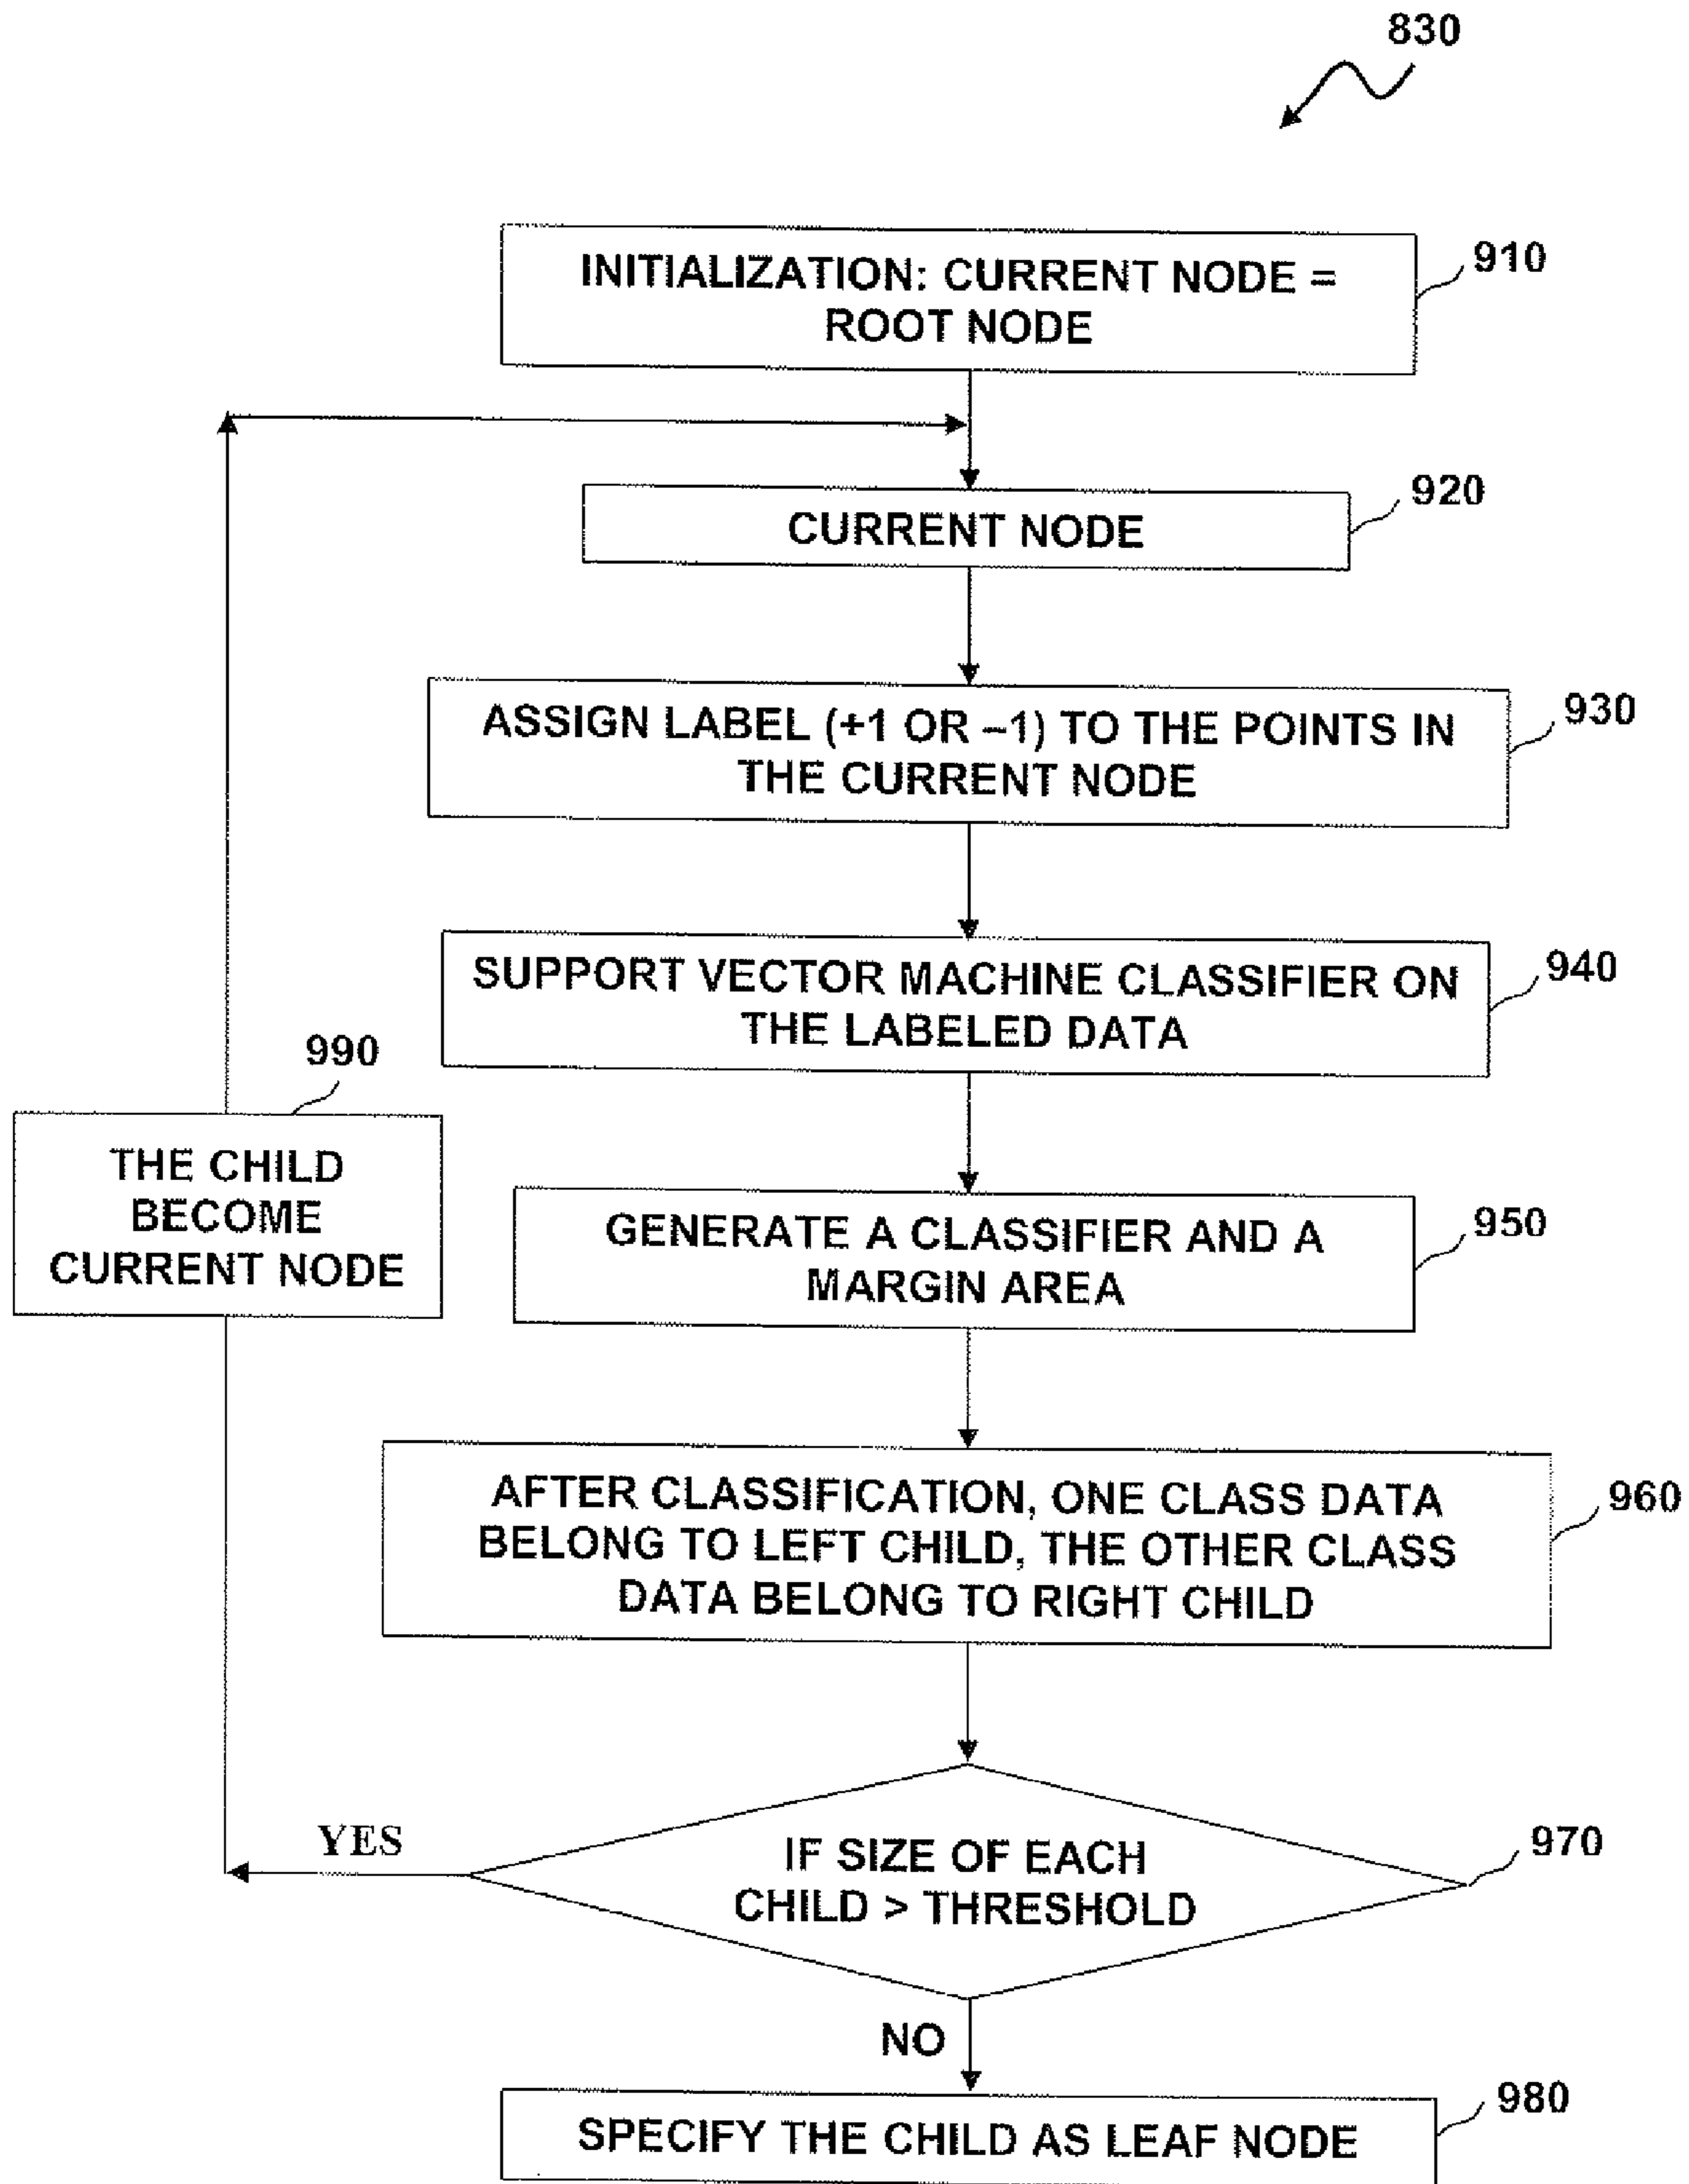 830
INITIALIZATION: CURRENT NODE =
ROOT NODE
910
CURRENT NODE
920
ASSIGN LABEL (+1 OR –1) TO THE POINTS IN
THE CURRENT NODE
930
SUPPORT VECTOR MACHINE CLASSIFIER ON
THE LABELED DATA
940
990
THE CHILD
BECOME
CURRENT NODE
GENERATE A CLASSIFIER AND A
MARGIN AREA
950
AFTER CLASSIFICATION, ONE CLASS DATA
BELONG TO LEFT CHILD, THE OTHER CLASS
DATA BELONG TO RIGHT CHILD
960
YES
IF SIZE OF EACH
CHILD > THRESHOLD
970
NO
SPECIFY THE CHILD AS LEAF NODE
980